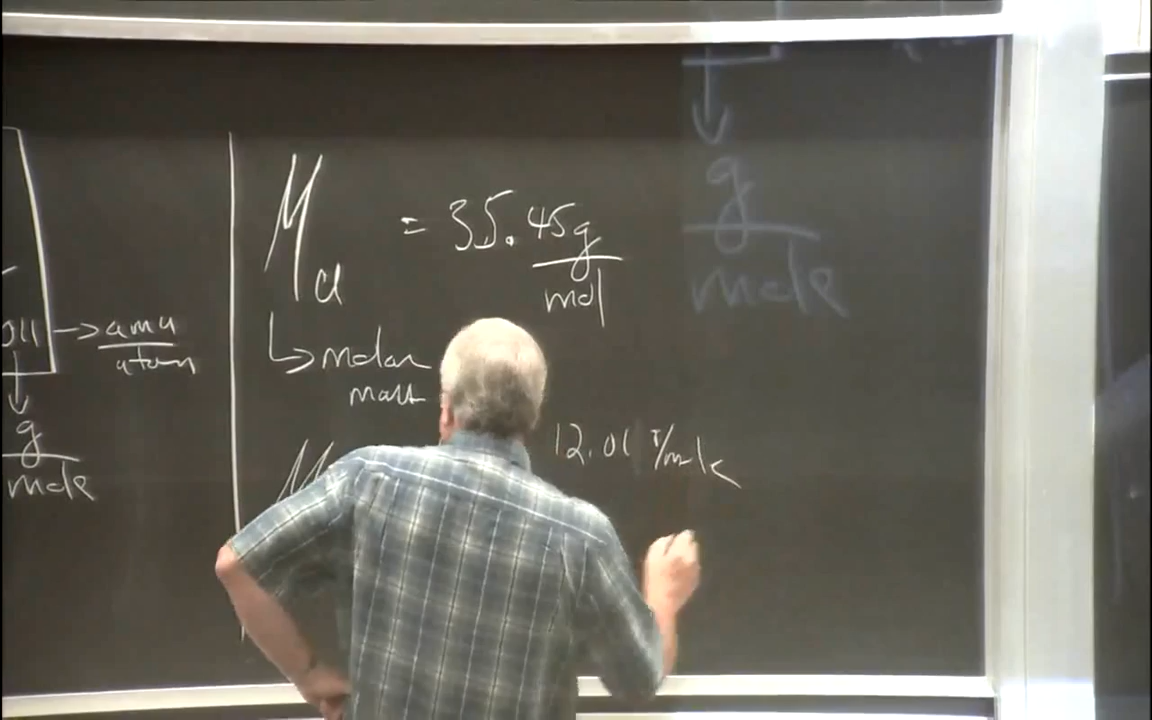 011 → amu
atom
g
mole
M Cl = 35.45 g
mol
↳ molar
mass
M 12.01 g/mole
g
mole